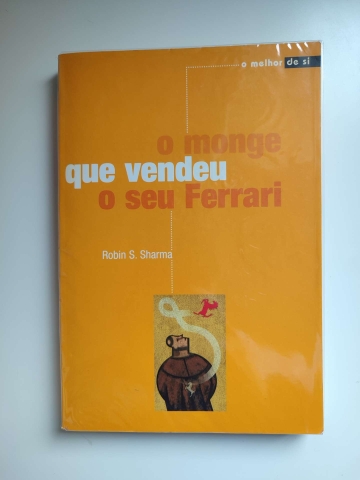 o melhor de si
o monge
que vendeu
o seu Ferrari
Robin S. Sharma